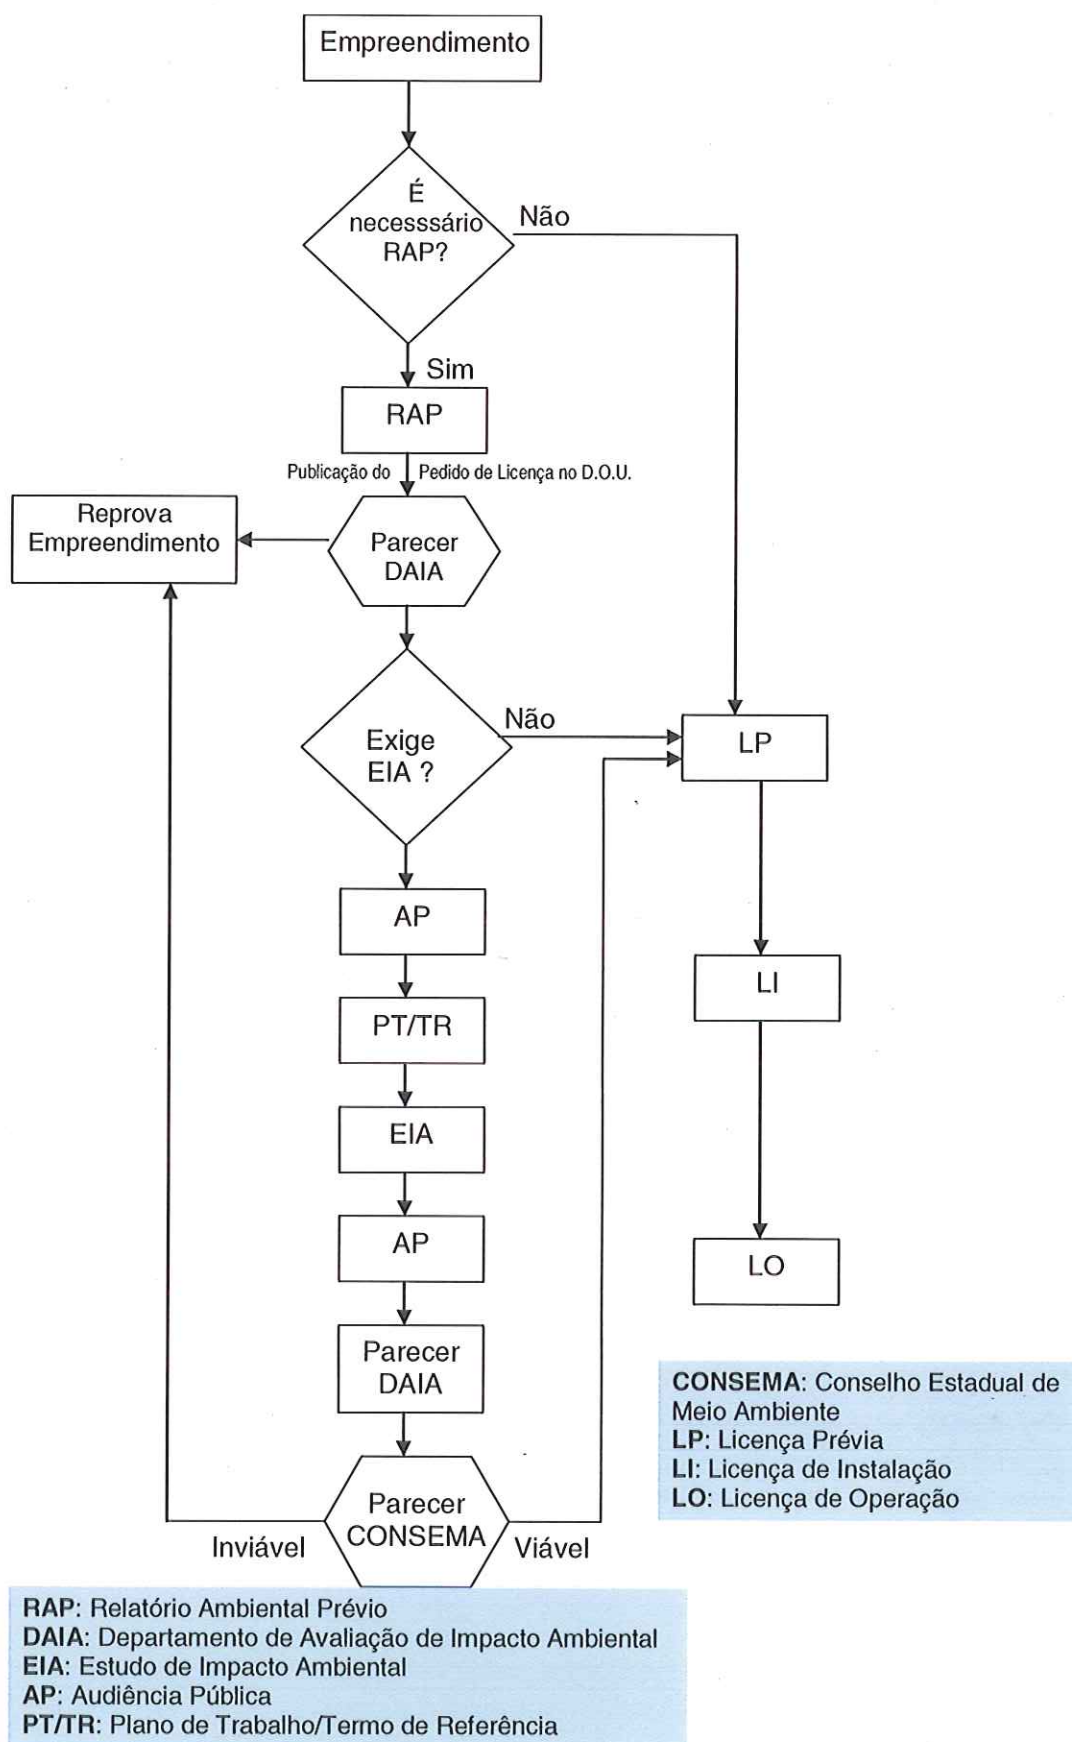 Empreendimento
É
necesssário
RAP?
Não
Sim
RAP
Publicação do Pedido de Licença no D.O.U.
Reprova
Empreendimento
Parecer
DAIA
Exige
EIA ?
Não
LP
AP
LI
PT/TR
EIA
AP
LO
Parecer
DAIA
Parecer
CONSEMA
Inviável
Viável
CONSEMA: Conselho Estadual de
Meio Ambiente
LP: Licença Prévia
LI: Licença de Instalação
LO: Licença de Operação
RAP: Relatório Ambiental Prévio
DAIA: Departamento de Avaliação de Impacto Ambiental
EIA: Estudo de Impacto Ambiental
AP: Audiência Pública
PT/TR: Plano de Trabalho/Termo de Referência